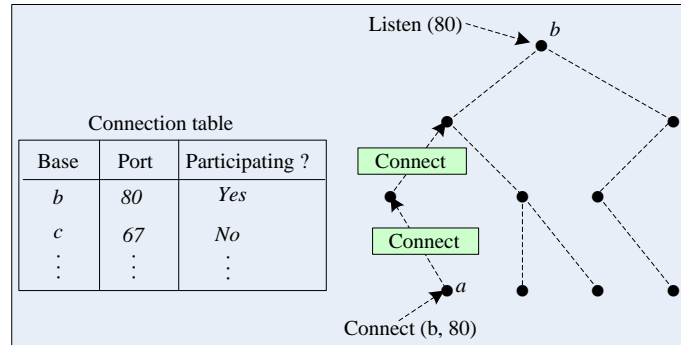 Listen (80)
b
Connection table
Base Port Participating ?
b 80 Yes
c 67 No
⋮ ⋮ ⋮
Connect
Connect
a
Connect (b, 80)